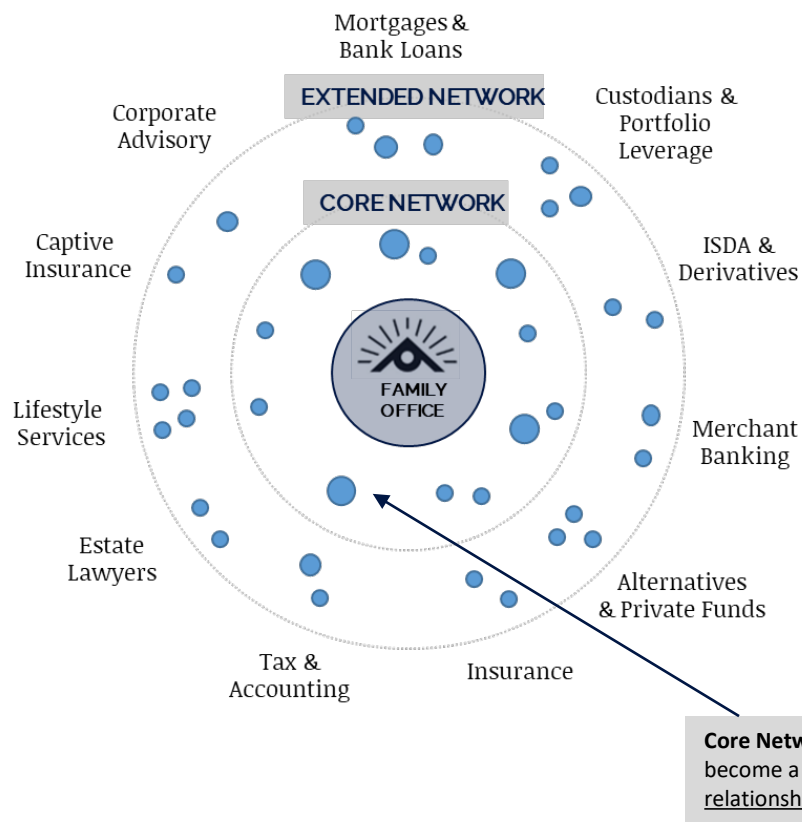 Mortgages &
Bank Loans
EXTENDED NETWORK
Corporate
Advisory
Custodians &
Portfolio
Leverage
CORE NETWORK
Captive
Insurance
ISDA &
Derivatives
FAMILY
OFFICE
Lifestyle
Services
Merchant
Banking
Estate
Lawyers
Alternatives
& Private Funds
Tax &
Accounting
Insurance
Core
become a